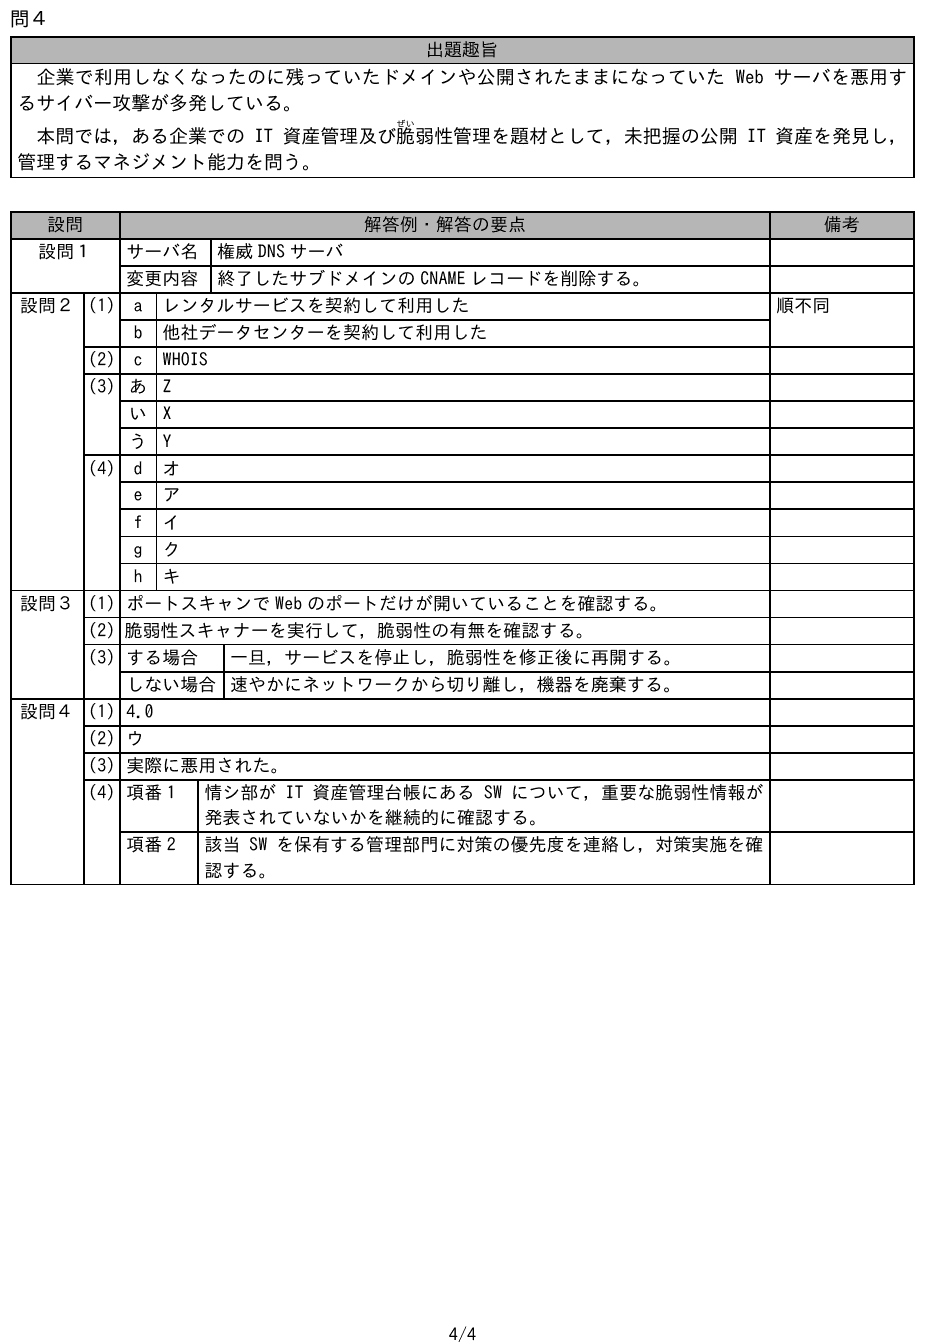 問４
出題趣旨
企業で利用しなくなったのに残っていたドメインや公開されたままになっていた Web サーバを悪用す
るサイバー攻撃が多発している。
本問では，ある企業での IT 資産管理及び脆弱性管理を題材として，未把握の公開 IT 資産を発見し，
ぜい
管理するマネジメント能力を問う。
設問 解答例・解答の要点 備考
設問１ サーバ名 権威 DNS サーバ
変更内容 終了したサブドメインの CNAME レコードを削除する。
設問２ (1) a レンタルサービスを契約して利用した 順不同
b 他社データセンターを契約して利用した
(2) c WHOIS
(3) あ Z
い X
う Y
(4) d オ
e ア
f イ
g ク
h キ
設問３ (1) ポートスキャンで Web のポートだけが開いていることを確認する。
(2) 脆弱性スキャナーを実行して，脆弱性の有無を確認する。
(3) する場合 一旦，サービスを停止し，脆弱性を修正後に再開する。
しない場合 速やかにネットワークから切り離し，機器を廃棄する。
設問４ (1) 4.0
(2) ウ
(3) 実際に悪用された。
(4) 項番１ 情シ部が IT 資産管理台帳にある SW について，重要な脆弱性情報が
発表されていないかを継続的に確認する。
項番２ 該当 SW を保有する管理部門に対策の優先度を連絡し，対策実施を確
認する。
4/4